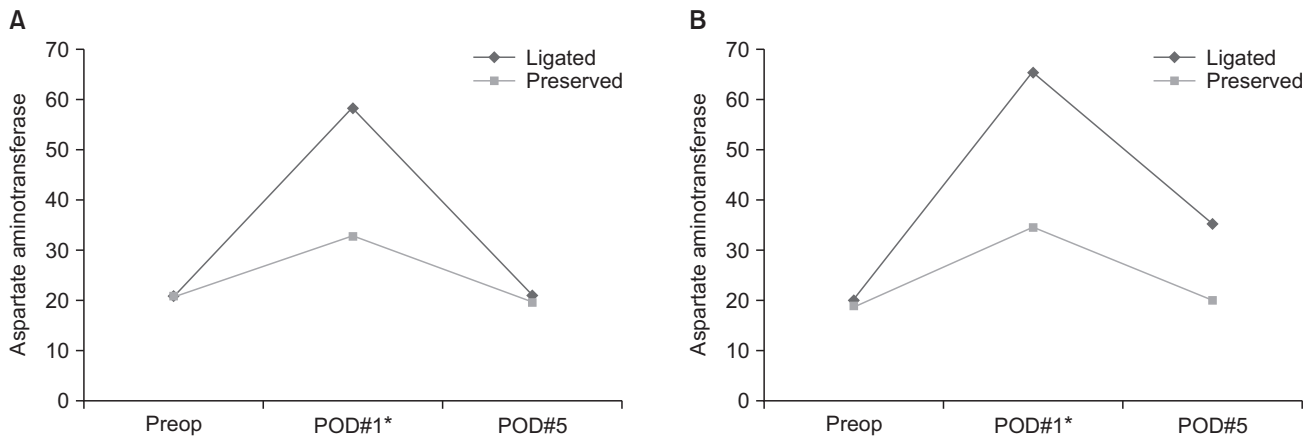 A
Aspartate aminotransferase
70
60
50
40
30
20
10
0
Ligated
Preserved
Preop
POD#1*
POD#5
B
Aspartate aminotransferase
70
60
50
40
30
20
10
0
Ligated
Preserved
Preop
POD#1*
POD#5